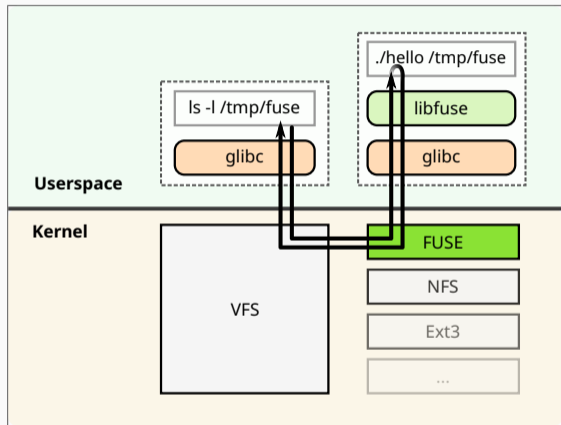 ./hello /tmp/fuse
ls -l /tmp/fuse
libfuse
glibc
glibc
Userspace
Kernel
FUSE
VFS
NFS
Ext3
...